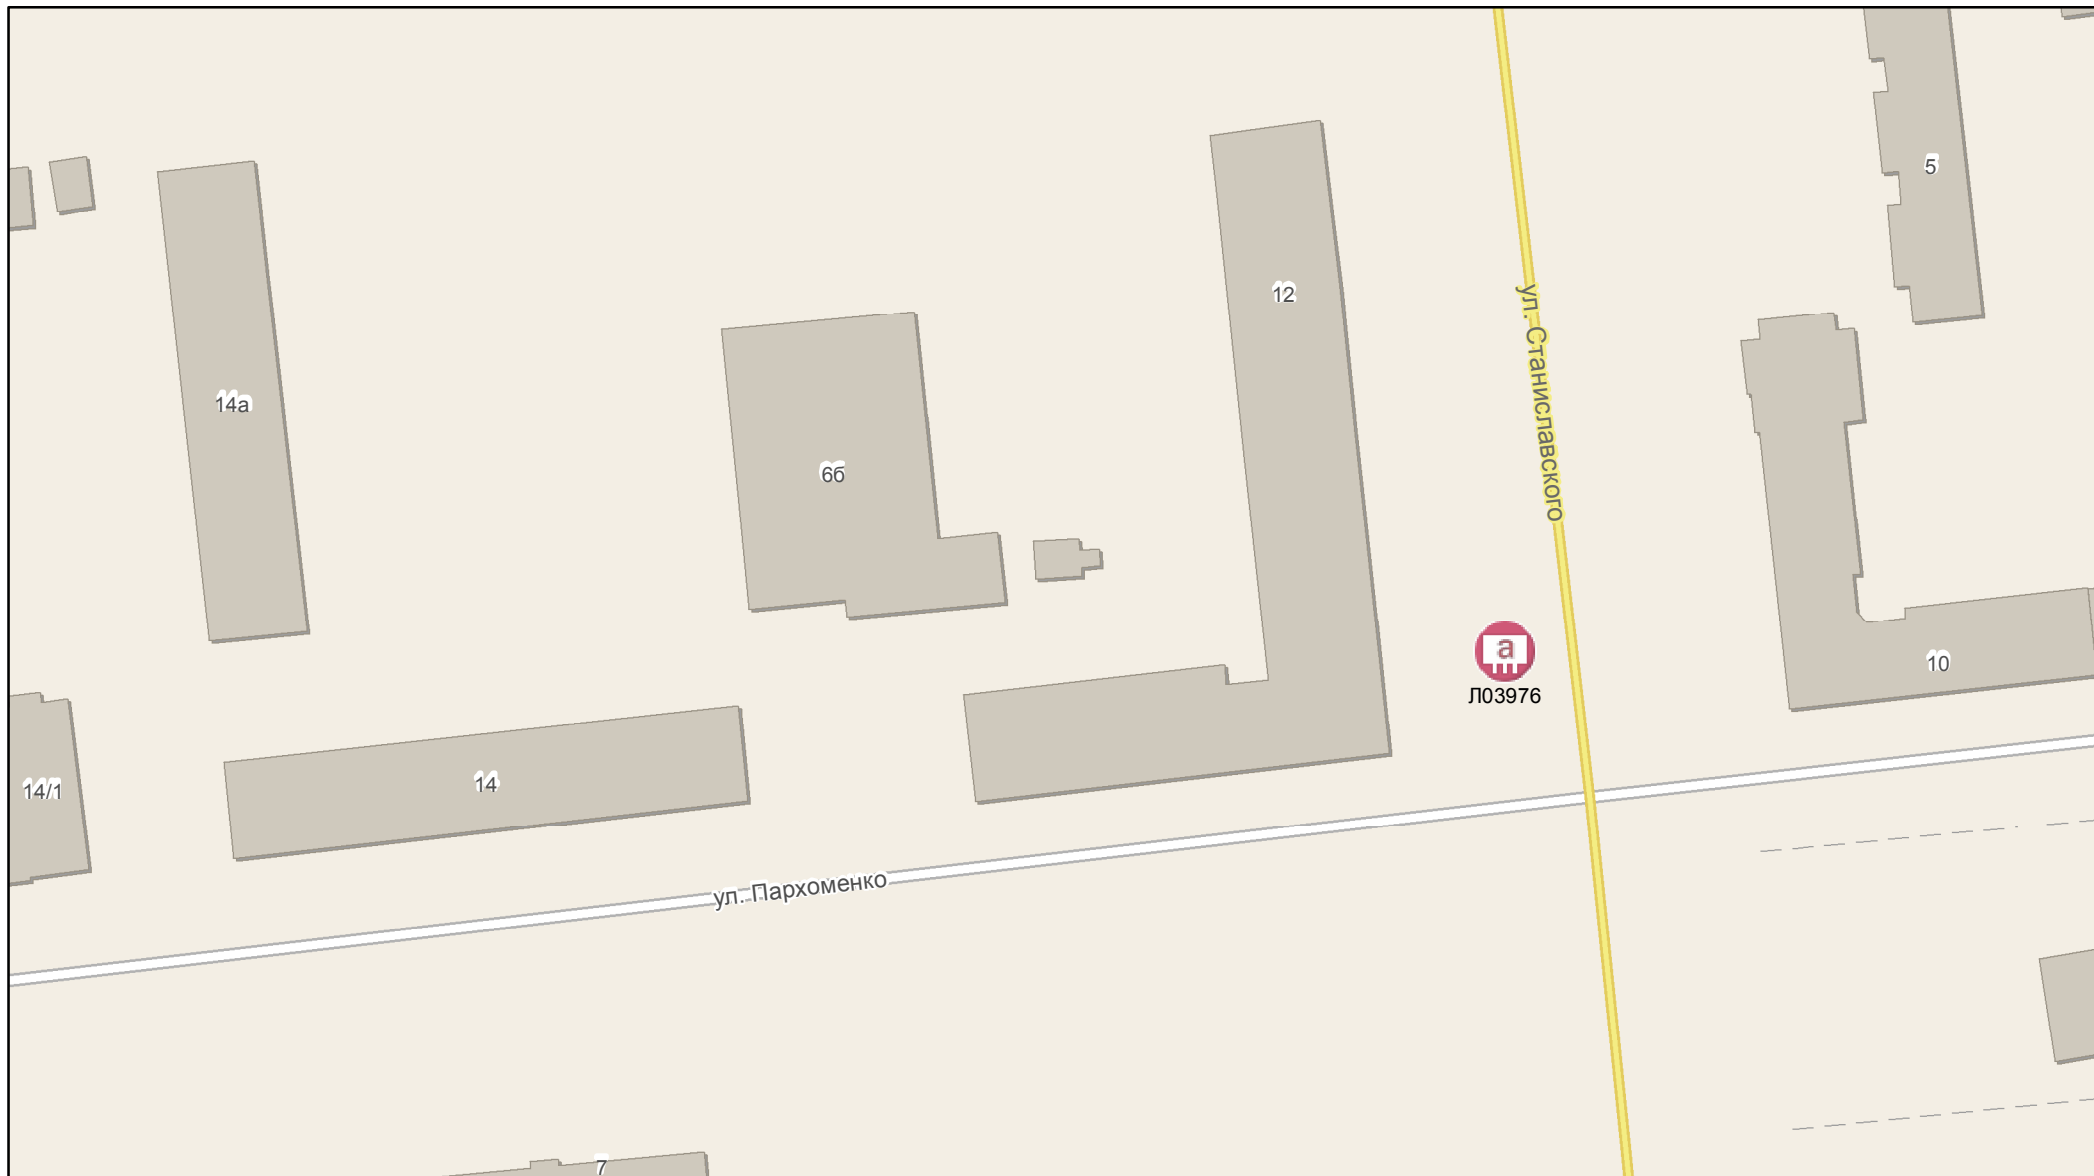 5
12
ул. Станиславского
14а
6б
а
Л03976
10
14
14/1
ул. Пархоменко
7